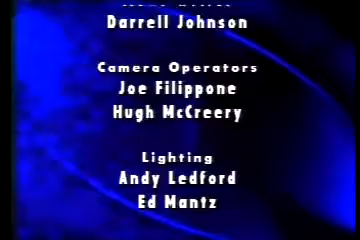 Darrell Johnson
Camera Operators
Joe Filippone
Hugh McCreery
Lighting
Andy Ledford
Ed Mantz